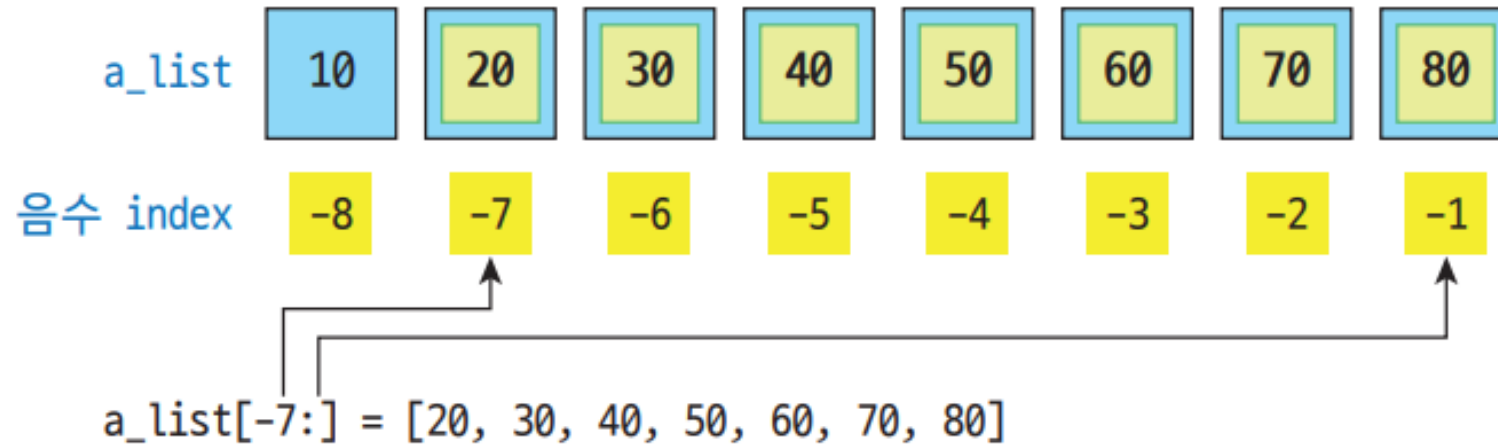 a_list 10 20 30 40 50 60 70 80
음수 index -8 -7 -6 -5 -4 -3 -2 -1
a_list[-7:] = [20, 30, 40, 50, 60, 70, 80]